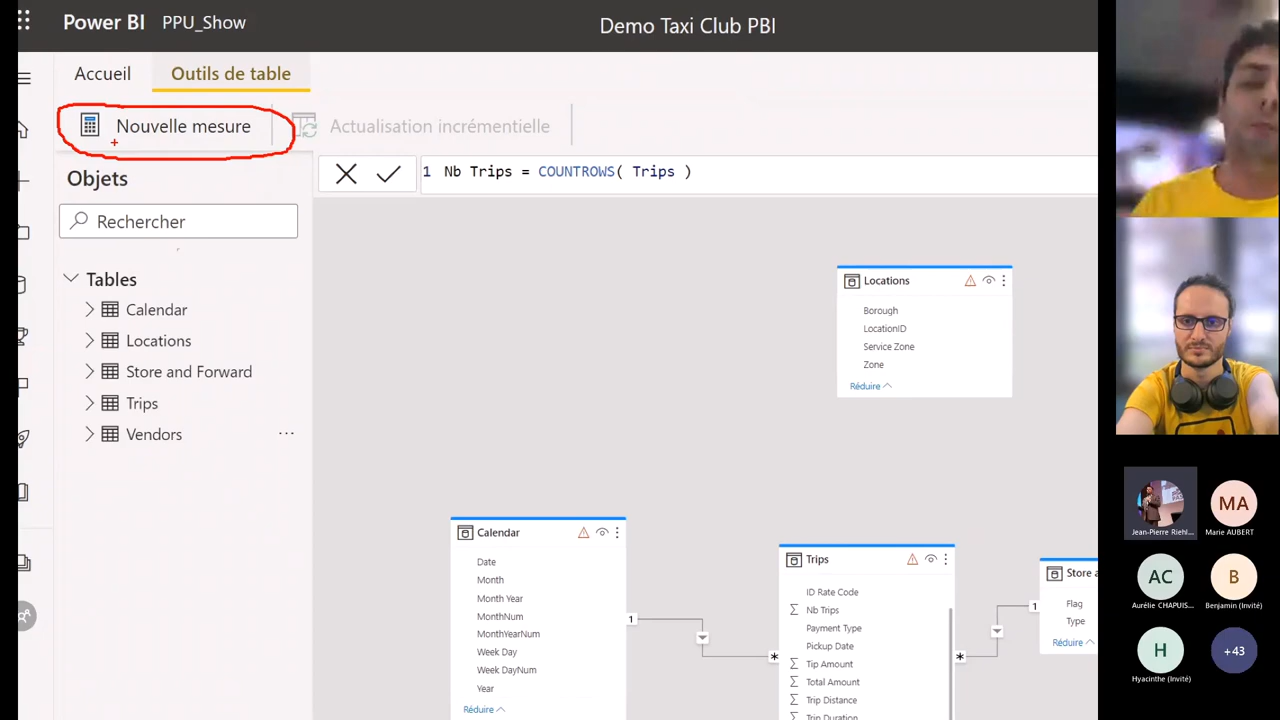 Power BI PPU_Show
Demo Taxi Club PBI
Accueil Outils de table
Nouvelle mesure Actualisation incrémentielle
1 Nb Trips = COUNTROWS( Trips )
Objets
Rechercher
Tables
Calendar
Locations
Store and Forward
Trips
Vendors
Locations
Borough
LocationID
Service Zone
Zone
Réduire
Calendar
Date
Month
Month Year
MonthNum
MonthYearNum
Week Day
Week DayNum
Year
Réduire
1
*
Trips
ID Rate Code
Nb Trips
Payment Type
Pickup Date
Tip Amount
Total Amount
Trip Distance
Trip Duration
*
1
Store a
Flag
Type
Réduire
Jean-Pierre Riehl...
MA
Marie AUBERT
AC
Aurélie CHAPUIS...
B
Benjamin (Invité)
H
Hyacinthe (Invité)
+43